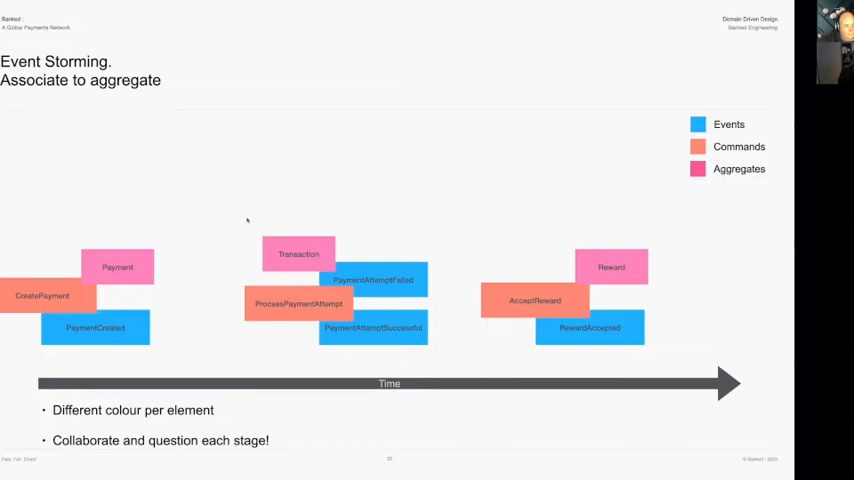 Banked :
A Global Payments Network
Domain Driven Design
Banked Engineering
Event Storming.
Associate to aggregate
Events
Commands
Aggregates
Transaction
Payment
Reward
PaymentAttemptFailed
CreatePayment
ProcessPaymentAttempt
AcceptReward
PaymentCreated
PaymentAttemptSuccessful
RewardAccepted
Time
• Different colour per element
• Collaborate and question each stage!